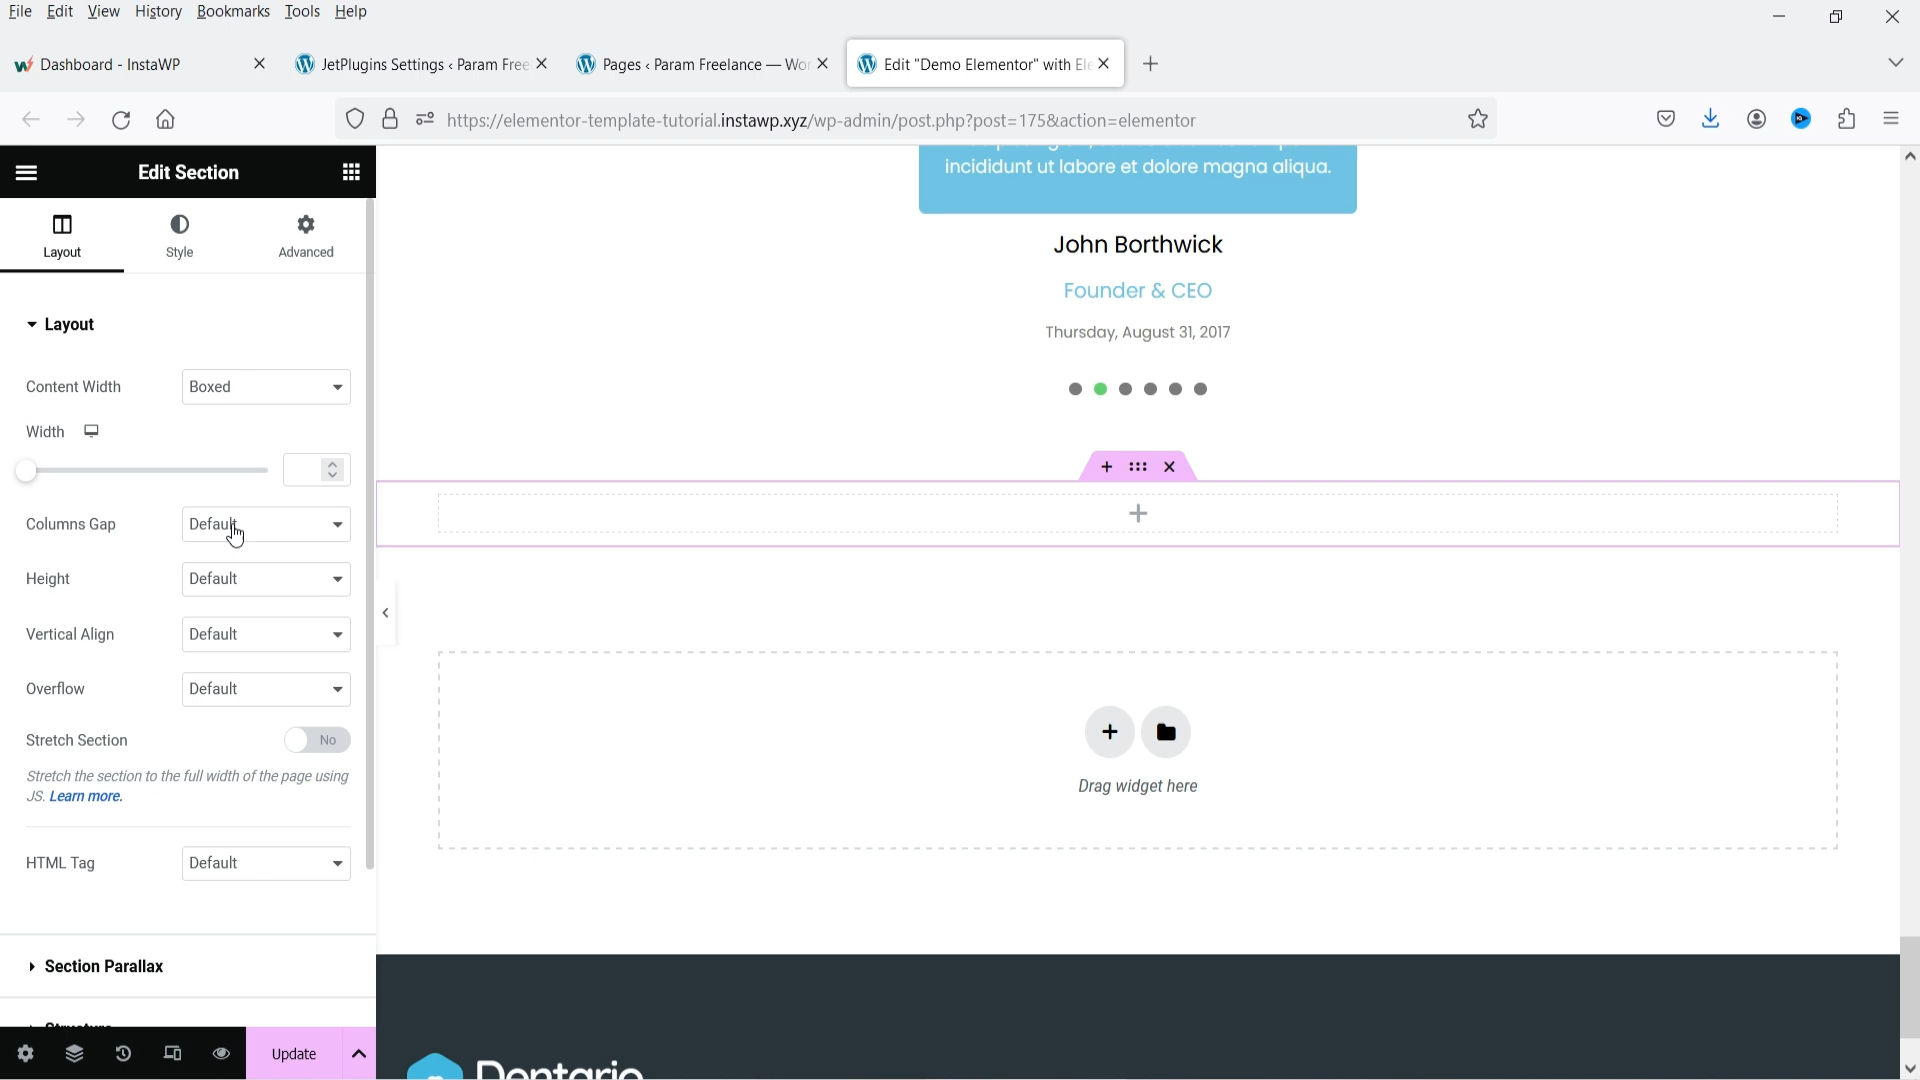 File Edit View History Bookmarks Tools Help
Dashboard - InstaWP
JetPlugins Settings ‹ Param Free
Pages ‹ Param Freelance — Wor
Edit "Demo Elementor" with Ele
https://elementor-template-tutorial.instawp.xyz/wp-admin/post.php?post=175&action=elementor
Edit Section
Layout Style Advanced
Layout
Content Width Boxed
Width
Columns Gap Default
Height Default
Vertical Align Default
Overflow Default
Stretch Section No
Stretch the section to the full width of the page using
JS. Learn more.
HTML Tag Default
Section Parallax
Structure
Update
incididunt ut labore et dolore magna aliqua.
John Borthwick
Founder & CEO
Thursday, August 31, 2017
Drag widget here
Dentario